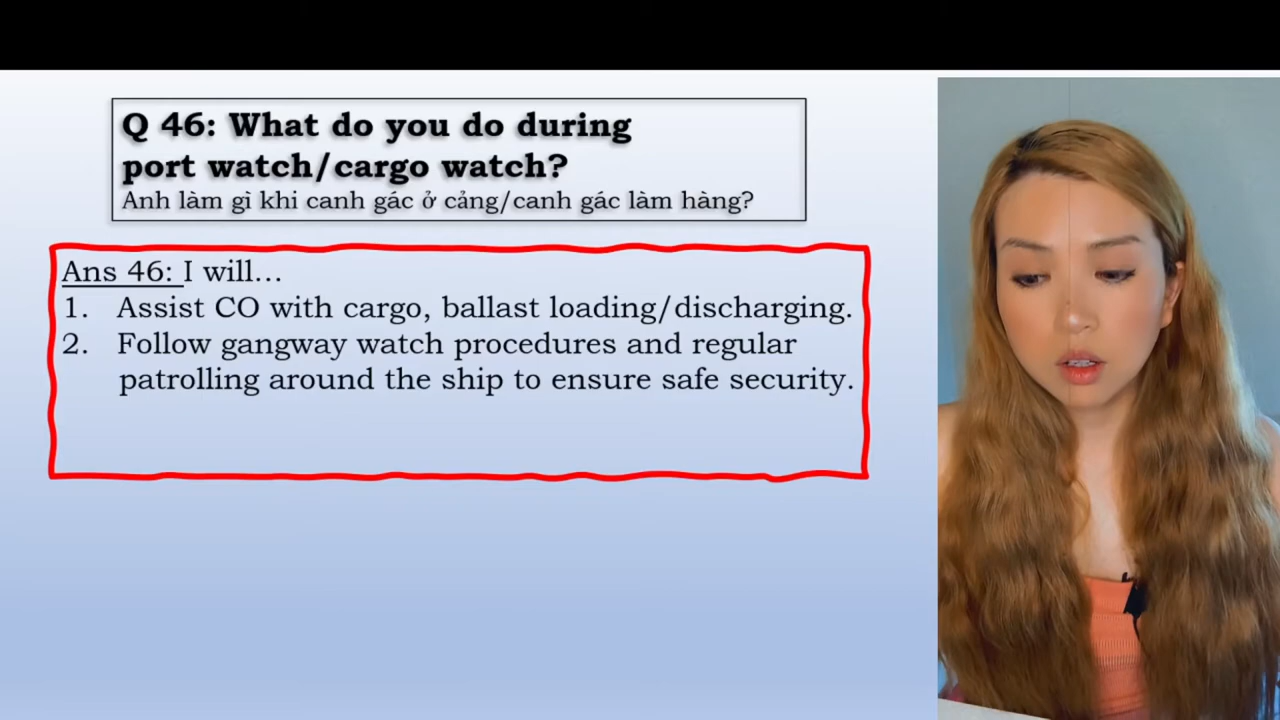 Q 46: What do you do during
port watch/cargo watch?
Anh làm gì khi canh gác ở cảng/canh gác làm hàng?
Ans 46: I will...
1. Assist CO with cargo, ballast loading/discharging.
2. Follow gangway watch procedures and regular
patrolling around the ship to ensure safe security.